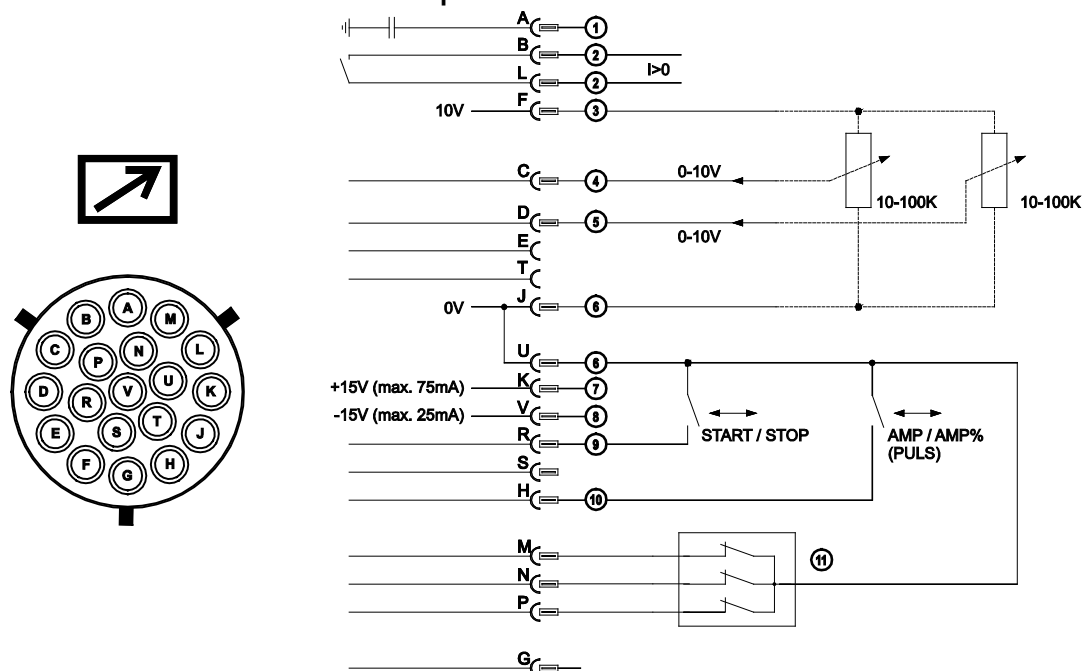 A 1
B 2
I>0
L 2
10V F 3
C 4 0-10V
10-100K 10-100K
D 5
0-10V
E
T
0V J 6
U 6
+15V (max. 75mA) K 7
-15V (max. 25mA) V 8
R 9 START / STOP AMP / AMP%
(PULS)
S
H 10
M 11
N
P
G
A
B M
N L
C P
U
D V K
R
T
E S J
F H
G